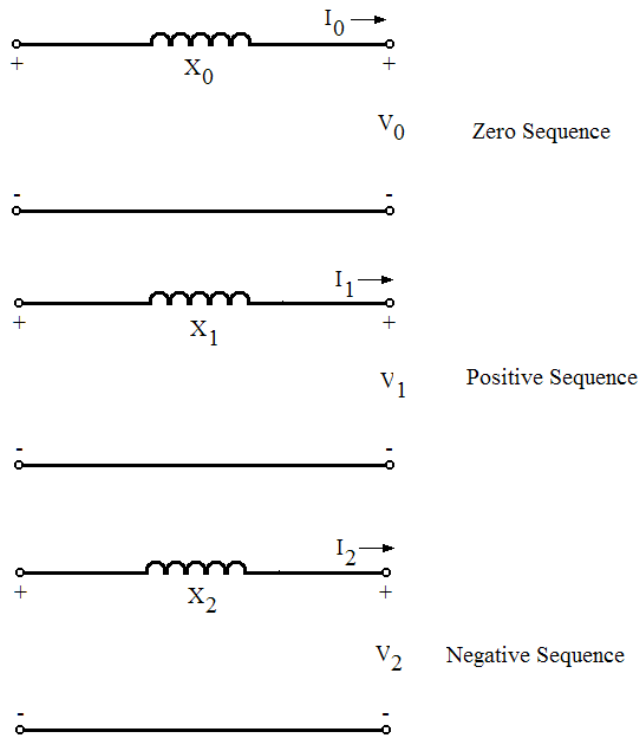 I0
+ X0 +
V0 Zero Sequence
- -
I1
+ X1 +
V1 Positive Sequence
- -
I2
+ X2 +
V2 Negative Sequence
- -